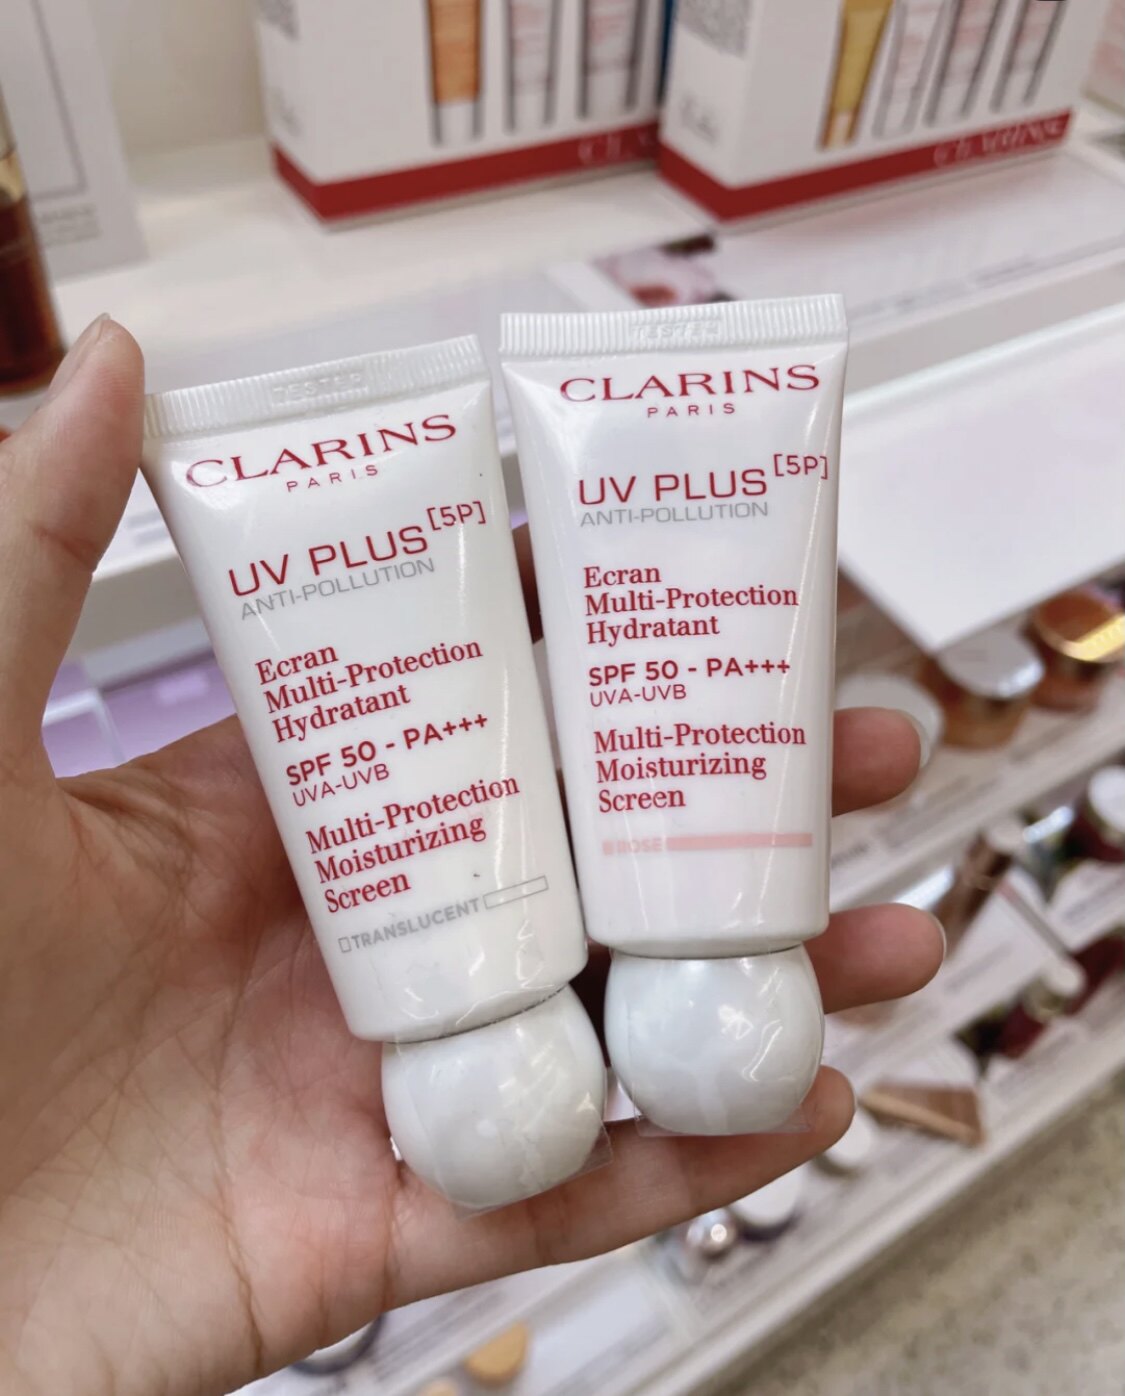 CLARINS
TESTER
CLARINS
PARIS
UV PLUS [5P]
ANTI-POLLUTION
Ecran
Multi-Protection
Hydratant
SPF 50 - PA+++
UVA-UVB
Multi-Protection
Moisturizing
Screen
TRANSLUCENT
TESTER
CLARINS
PARIS
UV PLUS [5P]
ANTI-POLLUTION
Ecran
Multi-Protection
Hydratant
SPF 50 - PA+++
UVA-UVB
Multi-Protection
Moisturizing
Screen
ROSE